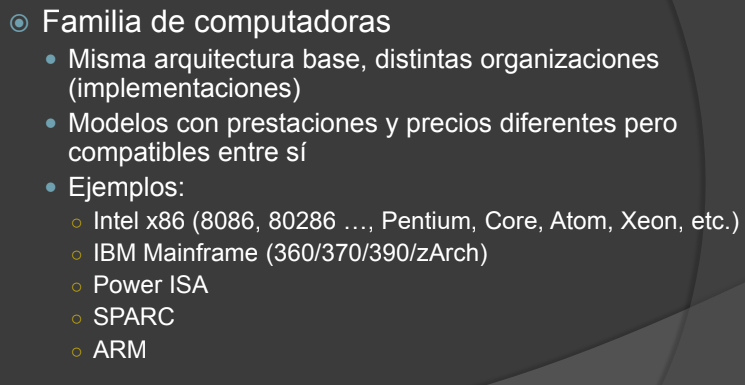 Familia de computadoras
Misma arquitectura base, distintas organizaciones
(implementaciones)
Modelos con prestaciones y precios diferentes pero
compatibles entre sí
Ejemplos:
Intel x86 (8086, 80286 …, Pentium, Core, Atom, Xeon, etc.)
IBM Mainframe (360/370/390/zArch)
Power ISA
SPARC
ARM